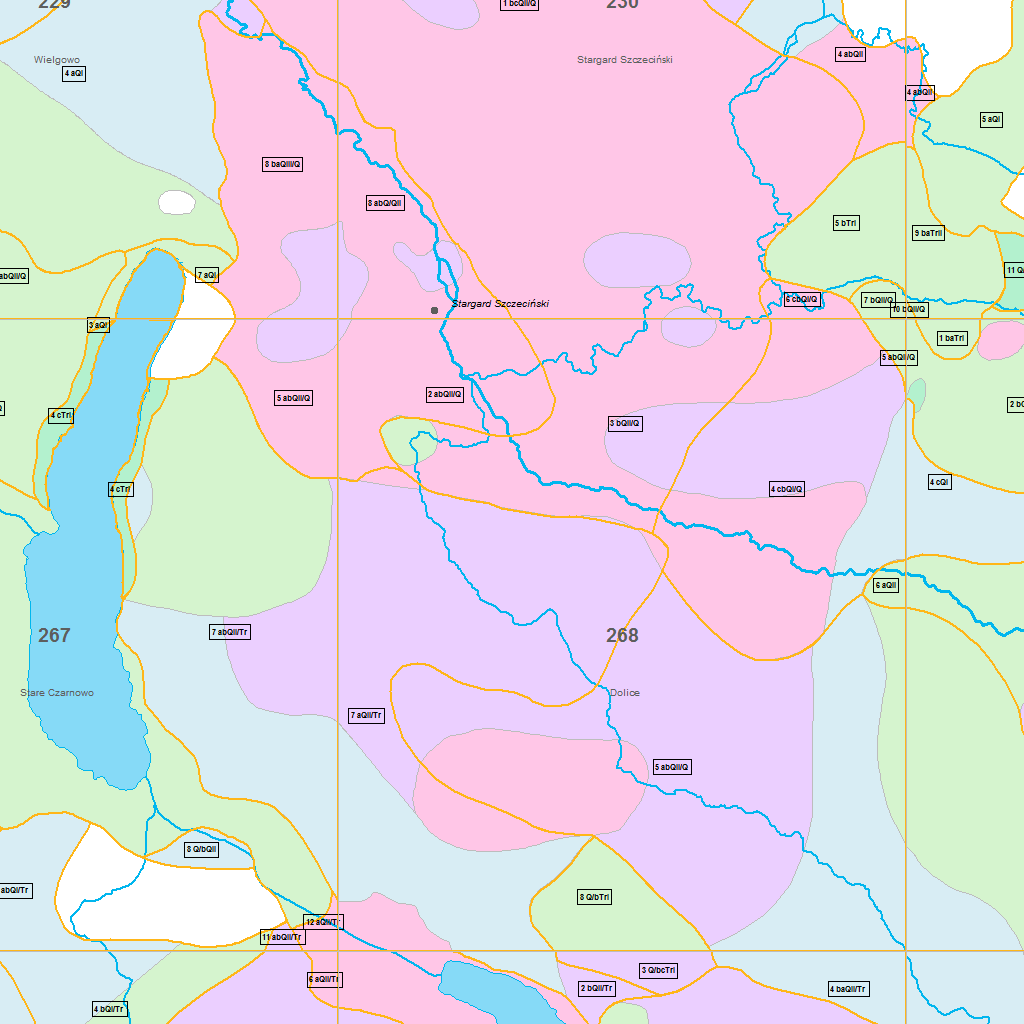 229
1 bcQII/Q
230
Wielgowo
4 aQI
Stargard Szczeciński
4 abQII
4 abQII
5 aQI
8 baQIII/Q
8 abQ/QII
5 bTrI
9 baTrII
abQII/Q
7 aQI
11 Q/
6 cbQI/Q
7 bQII/Q
10 bQII/Q
Stargard Szczeciński
3 aQI
1 baTrI
5 abQII/Q
5 abQII/Q
2 abQII/Q
4 cTrI
3 bQII/Q
4 cTrI
4 cbQI/Q
4 cQI
6 aQII
7 abQII/Tr
267
268
Stare Czarnowo
Dolice
7 aQII/Tr
5 abQII/Q
8 Q/bQII
abQI/Tr
8 Q/bTrI
12 aQII/Tr
11 abQII/Tr
6 aQII/Tr
3 Q/bcTrI
2 bQII/Tr
4 baQII/Tr
4 bQI/Tr